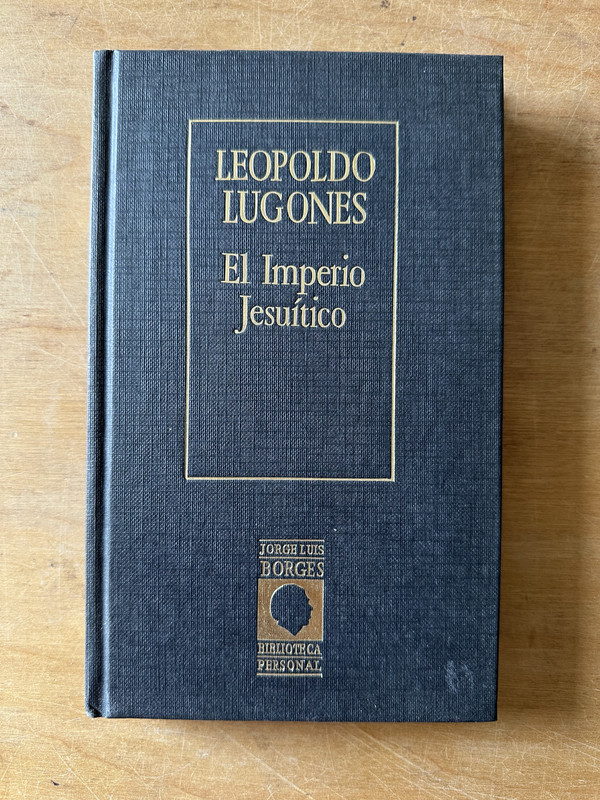 LEOPOLDO
LUGONES
El Imperio
Jesuítico
JORGE LUIS
BORGES
BIBLIOTECA
PERSONAL